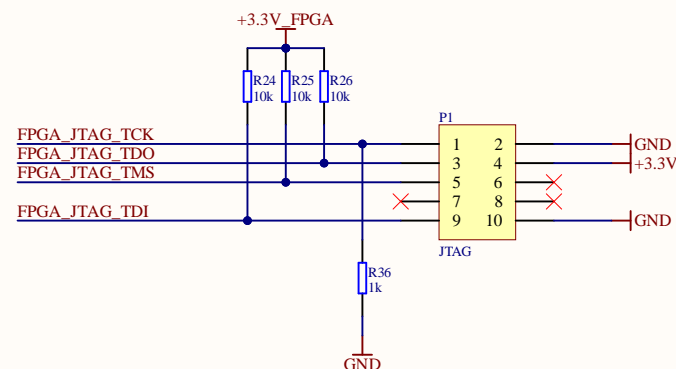 +3.3V_FPGA
R24 R25 R26
10k 10k 10k
P1
FPGA_JTAG_TCK 1 2 GND
FPGA_JTAG_TDO 3 4 +3.3V
FPGA_JTAG_TMS 5 6
7 8
FPGA_JTAG_TDI 9 10 GND
JTAG
R36
1k
GND